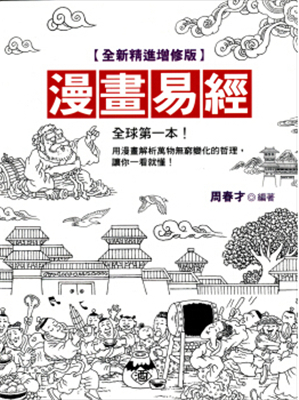 【全新精進增修版】
漫畫易經
全球第一本！
用漫畫解析萬物無窮變化的哲理，
讓你一看就懂！
周春才◎編著
酒